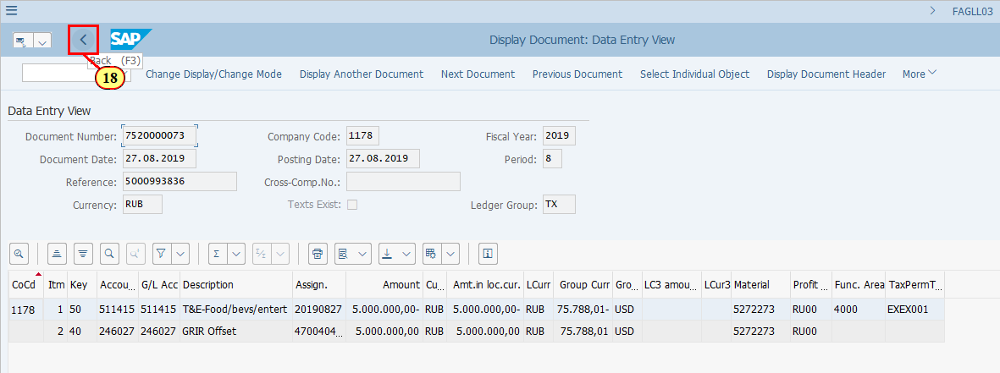 FAGLL03
SAP
Display Document: Data Entry View
Back (F3)
18
Change Display/Change Mode Display Another Document Next Document Previous Document Select Individual Object Display Document Header More
Data Entry View
Document Number: 7520000073 Company Code: 1178 Fiscal Year: 2019
Document Date: 27.08.2019 Posting Date: 27.08.2019 Period: 8
Reference: 5000993836 Cross-Comp.No.:
Currency: RUB Texts Exist: Ledger Group: TX
CoCd Itm Key Accou... G/L Acc Description Assign. Amount Cu... Amt.in loc.cur. LCurr Group Curr Gro... LC3 amou... LCur3 Material Profit ... Func. Area TaxPermT...
1178 1 50 511415 511415 T&E-Food/bevs/entert 20190827 5.000.000,00- RUB 5.000.000,00- RUB 75.788,01- USD 5272273 RU00 4000 EXEX001
2 40 246027 246027 GRIR Offset 4700404... 5.000.000,00 RUB 5.000.000,00 RUB 75.788,01 USD 5272273 RU00